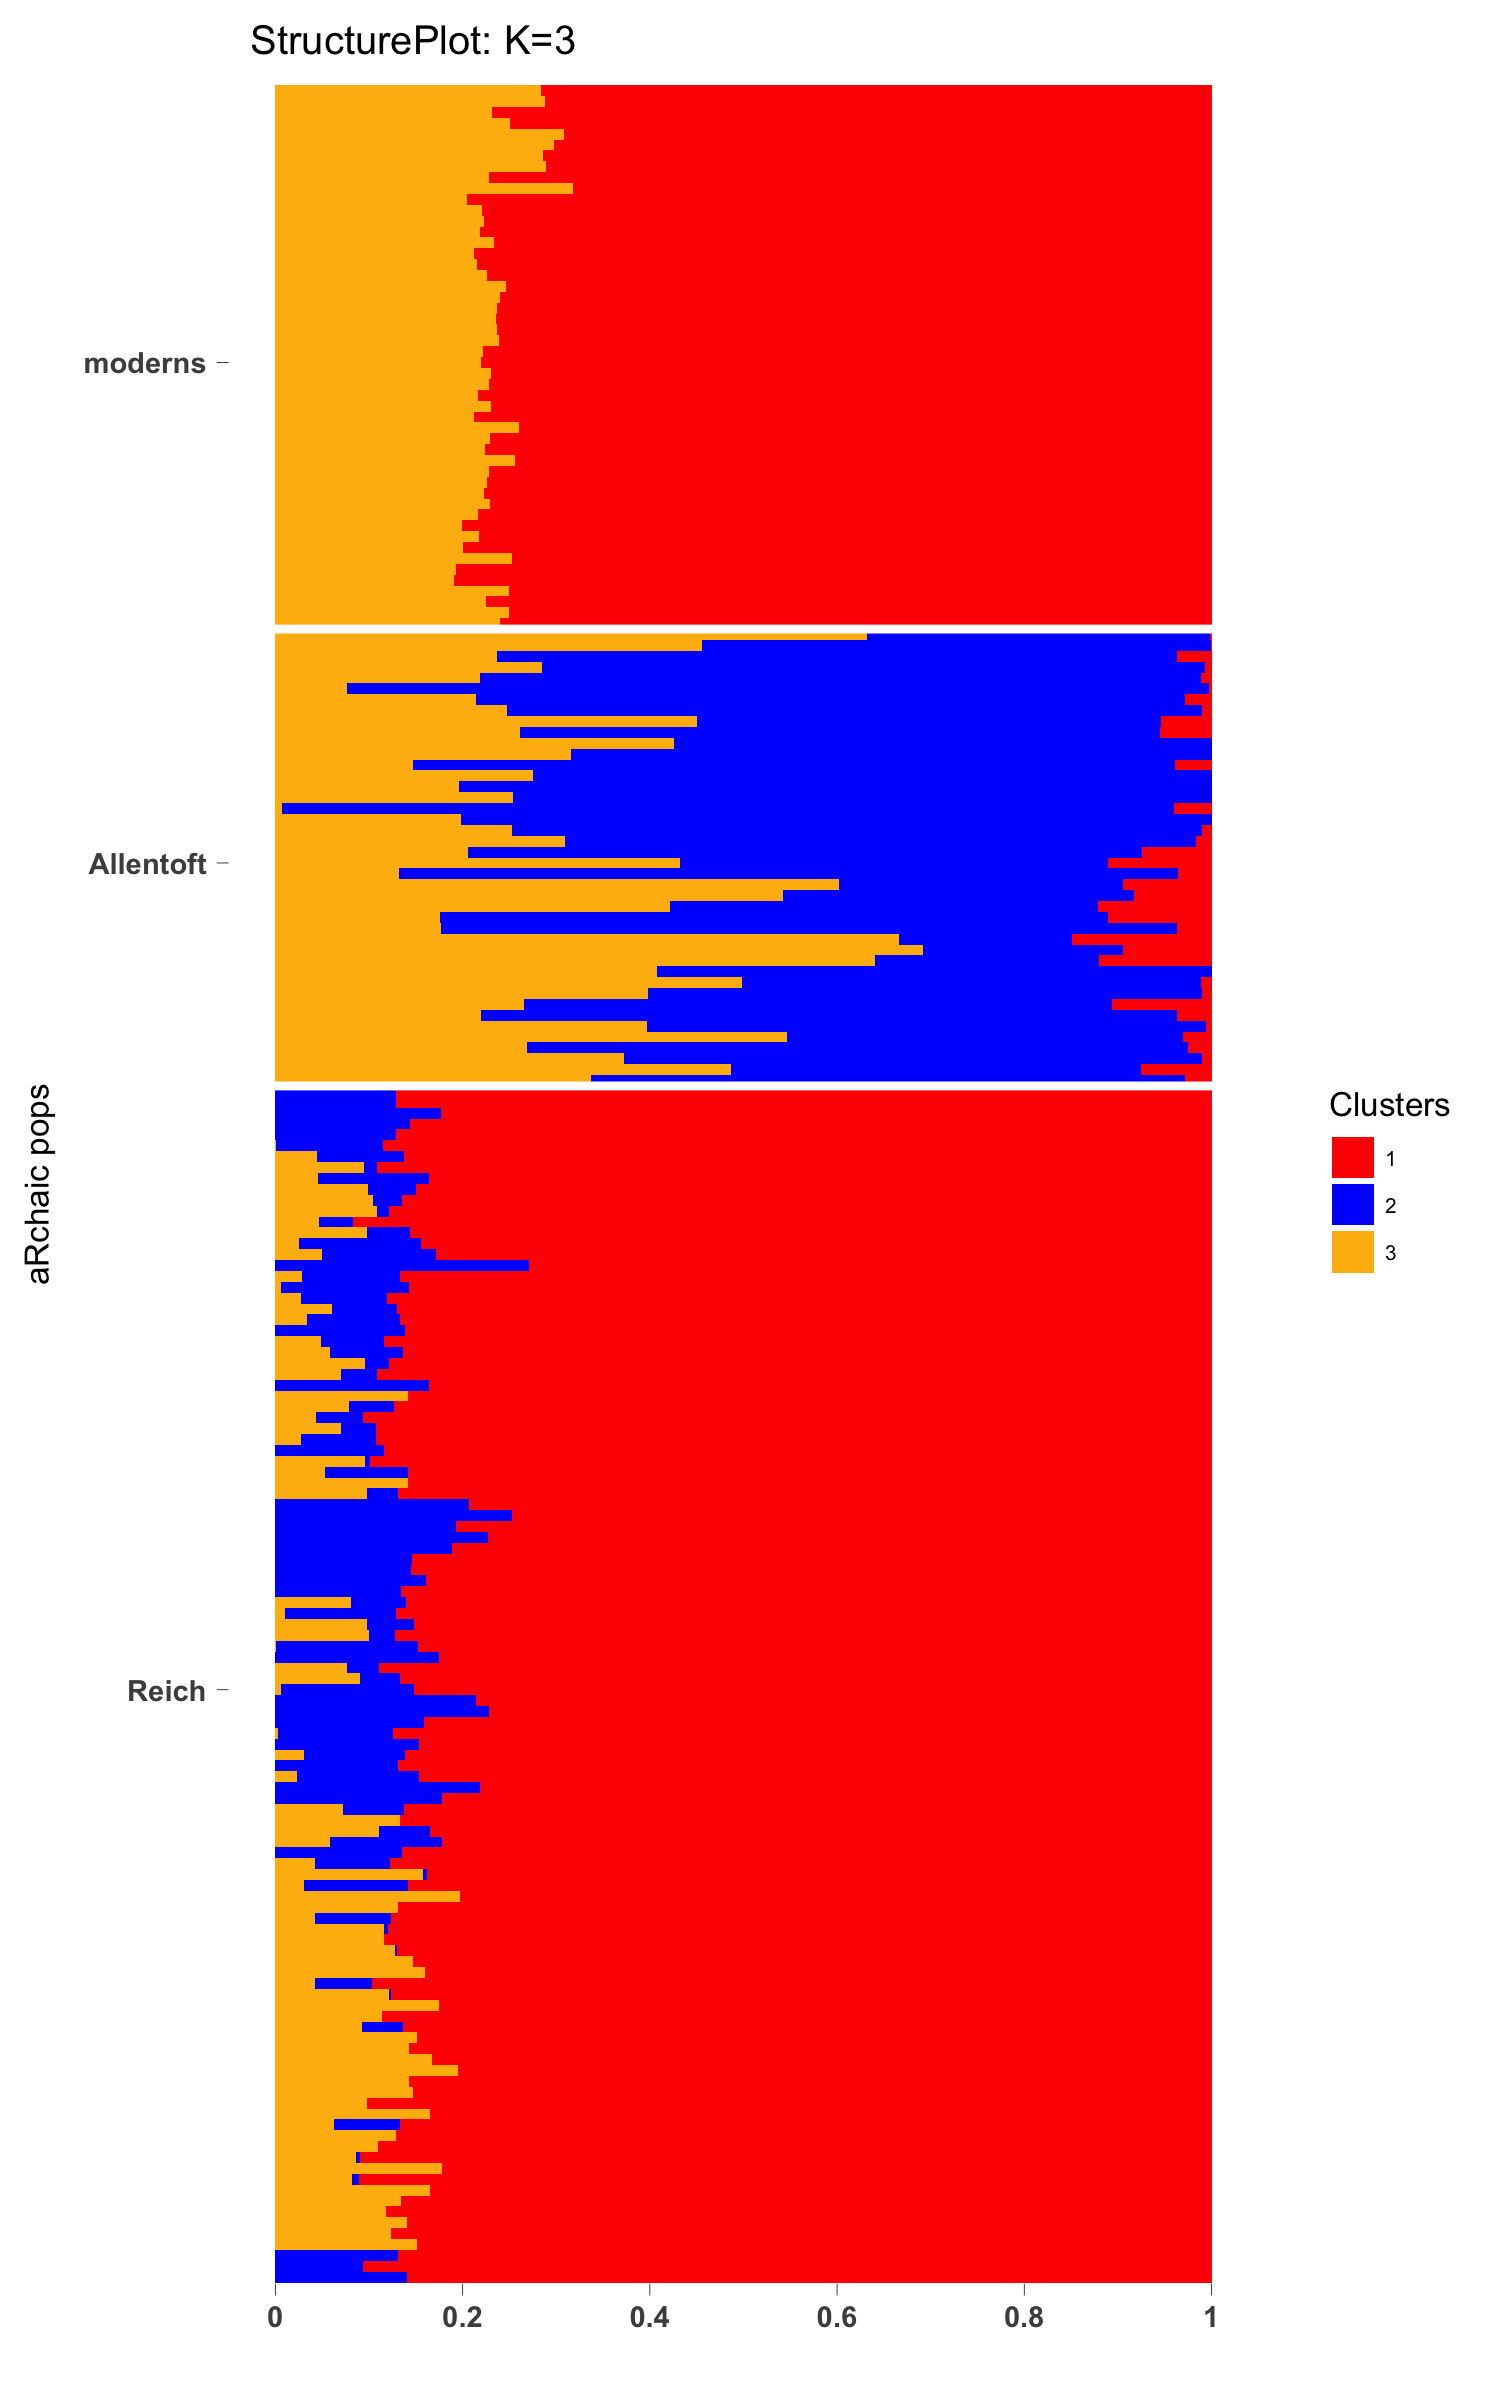 StructurePlot: K=3
moderns
Allentoft
Reich
aRchaic pops
0 0.2 0.4 0.6 0.8 1
Clusters
1
2
3